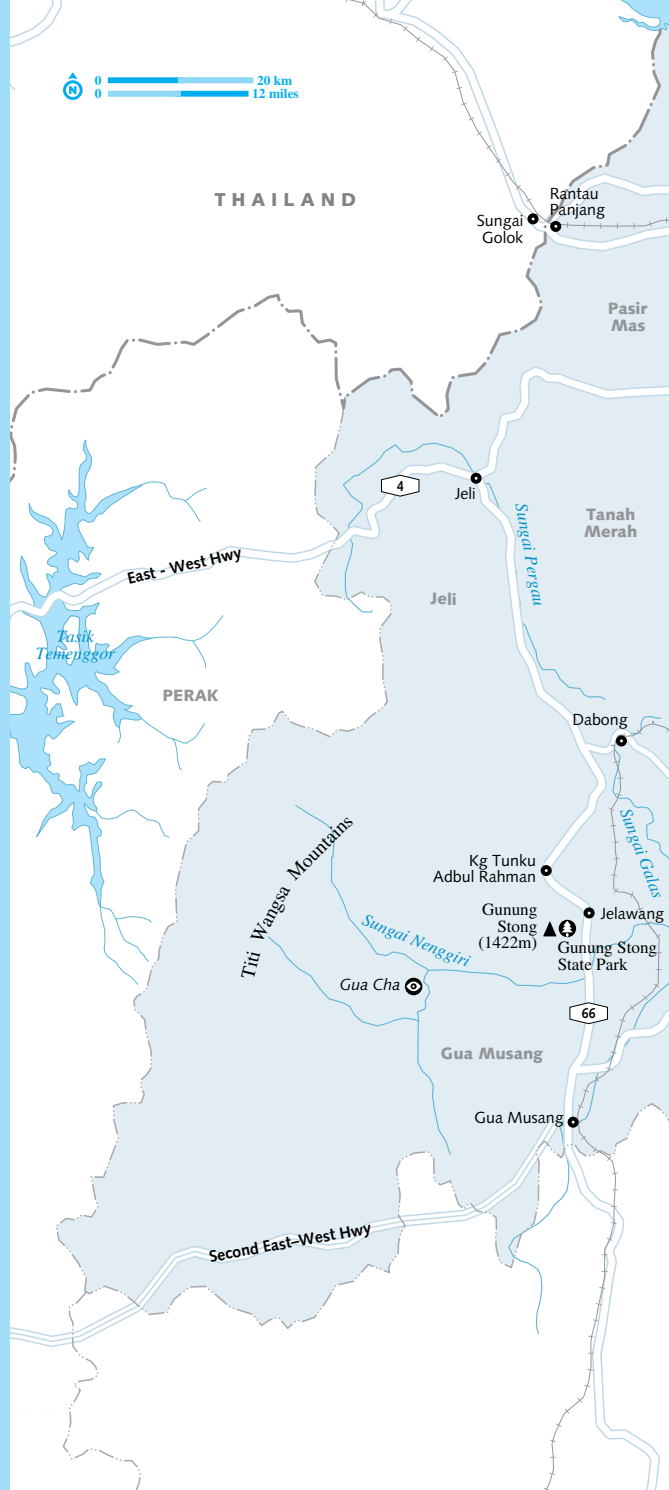 N
0 20 km
0 12 miles
THAILAND
Rantau
Panjang
Sungai
Golok
Pasir
Mas
4
Jeli
Sungai Pergau
Tanah
Merah
East - West Hwy
Jeli
Tasik
Temenggor
PERAK
Dabong
Titi Wangsa Mountains
Sungai Galas
Kg Tunku
Adbul Rahman
Gunung
Stong
(1422m)
Jelawang
Sungai Nenggiri
Gunung Stong
State Park
Gua Cha
66
Gua Musang
Gua Musang
Second East–West Hwy